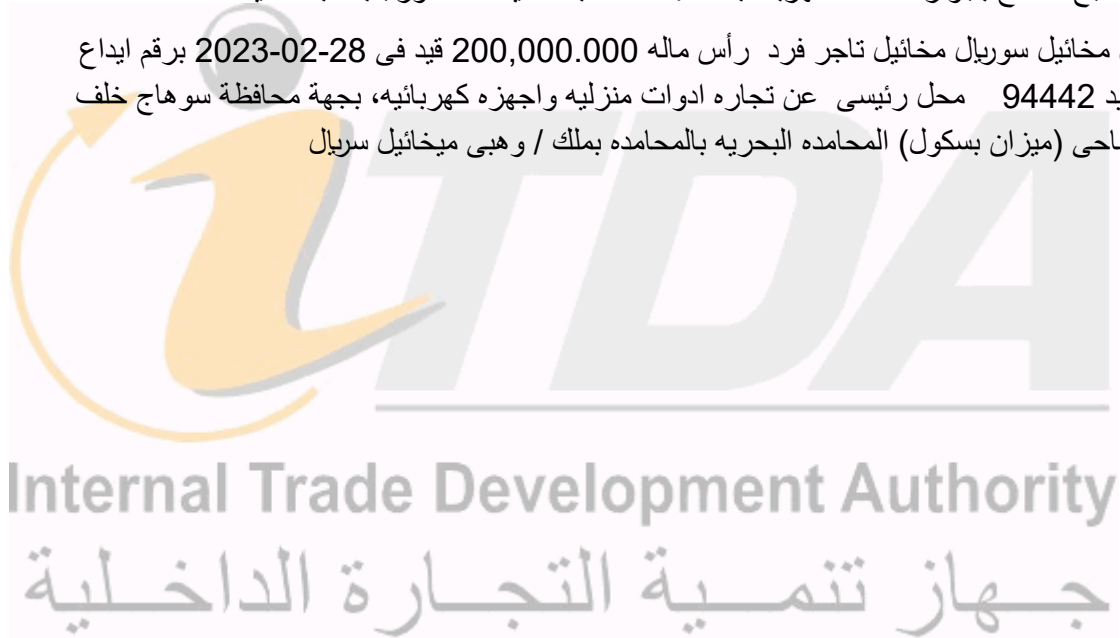 مخائيل سوريال مخائيل تاجر فرد رأس ماله 200,000.000 قيد فى 28-02-2023 برقم ايداع
94442 محل رئيسى عن تجاره ادوات منزليه واجهزه كهربائيه، بجهة محافظة سوهاج خلف
(ميزان بسكول) المحامده البحريه بالمحامده بملك / وهبى ميخائيل سريال
iTDA
Internal Trade Development Authority
جهاز تنمية التجارة الداخلية